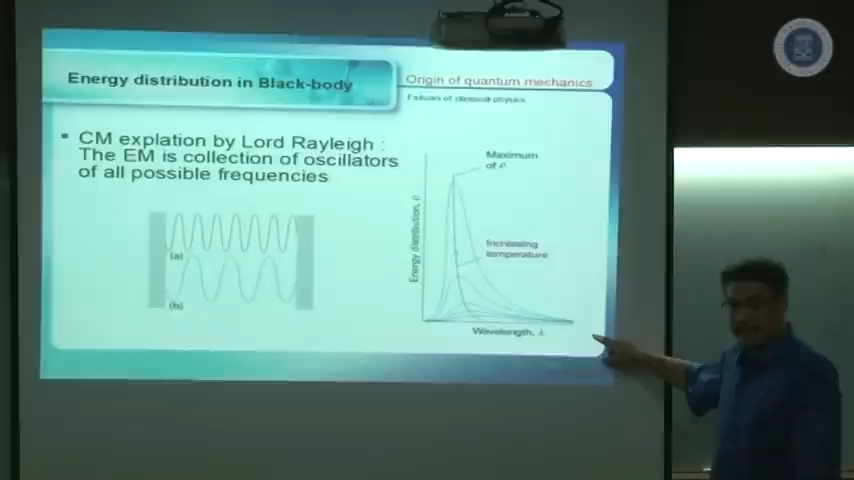 Energy distribution in Black-body
Origin of quantum mechanics
Failures of classical physics
▪ CM explation by Lord Rayleigh :
The EM is collection of oscillators
of all possible frequencies
(a)
(b)
Maximum
of ρ
Energy distribution, ρ
Increasing
temperature
Wavelength, λ